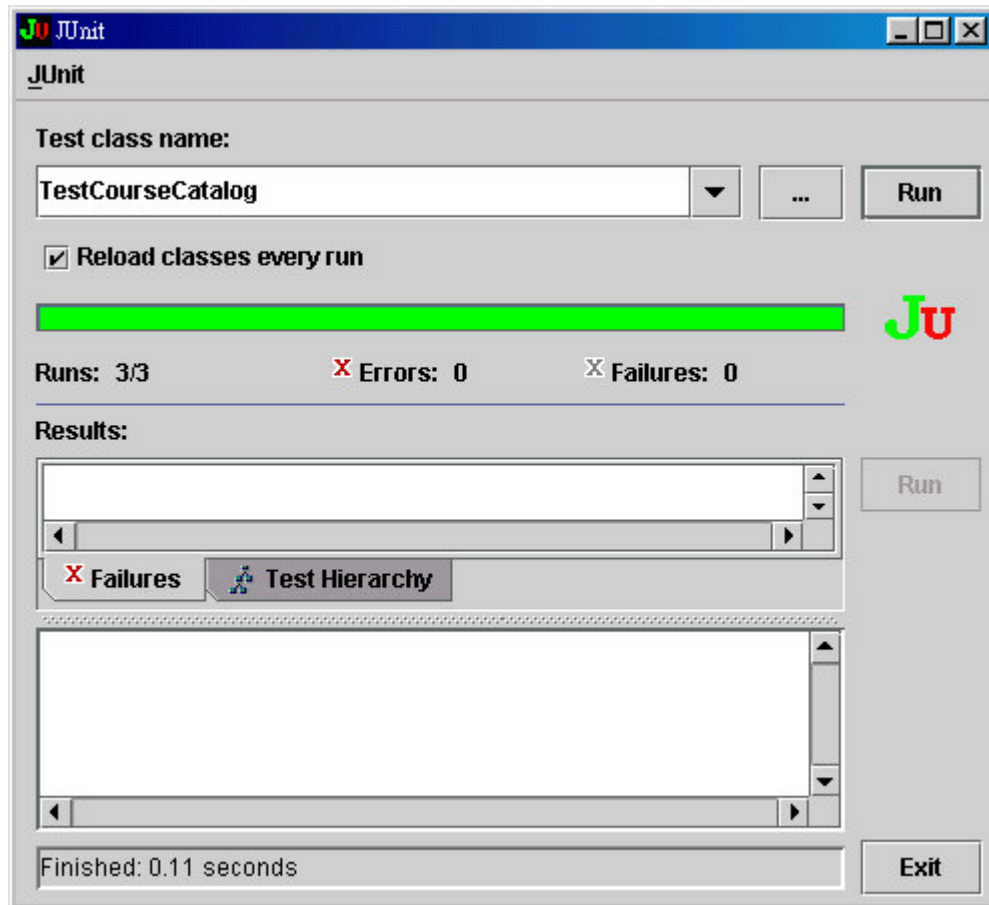 JU JUnit
JUnit
Test class name:
TestCourseCatalog
... Run
Reload classes every run
JU
Runs: 3/3 X Errors: 0 X Failures: 0
Results:
Run
X Failures Test Hierarchy
Finished: 0.11 seconds
Exit